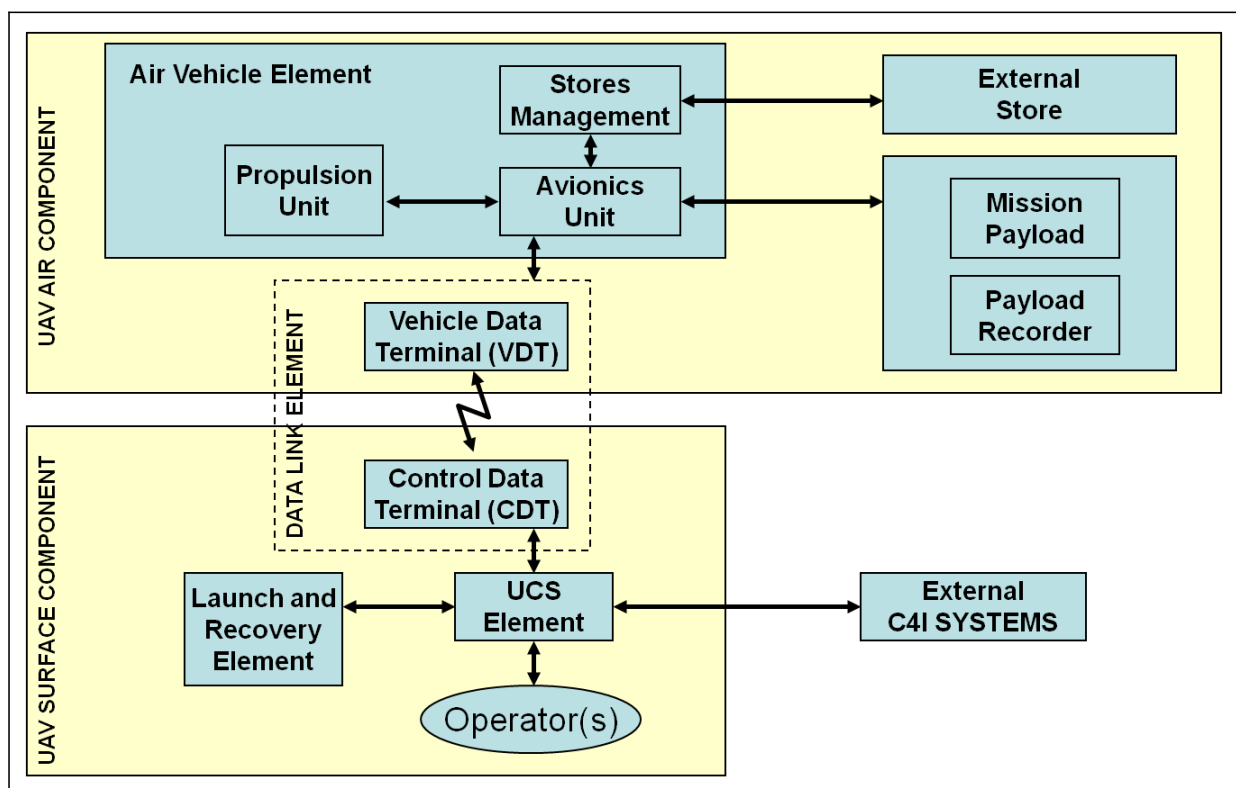 UAV AIR COMPONENT
Air Vehicle Element
Stores
Management
External
Store
Propulsion
Unit
Avionics
Unit
Mission
Payload
Payload
Recorder
DATA LINK ELEMENT
Vehicle Data
Terminal (VDT)
UAV SURFACE COMPONENT
Control Data
Terminal (CDT)
Launch and
Recovery
Element
UCS
Element
External
C4I SYSTEMS
Operator(s)